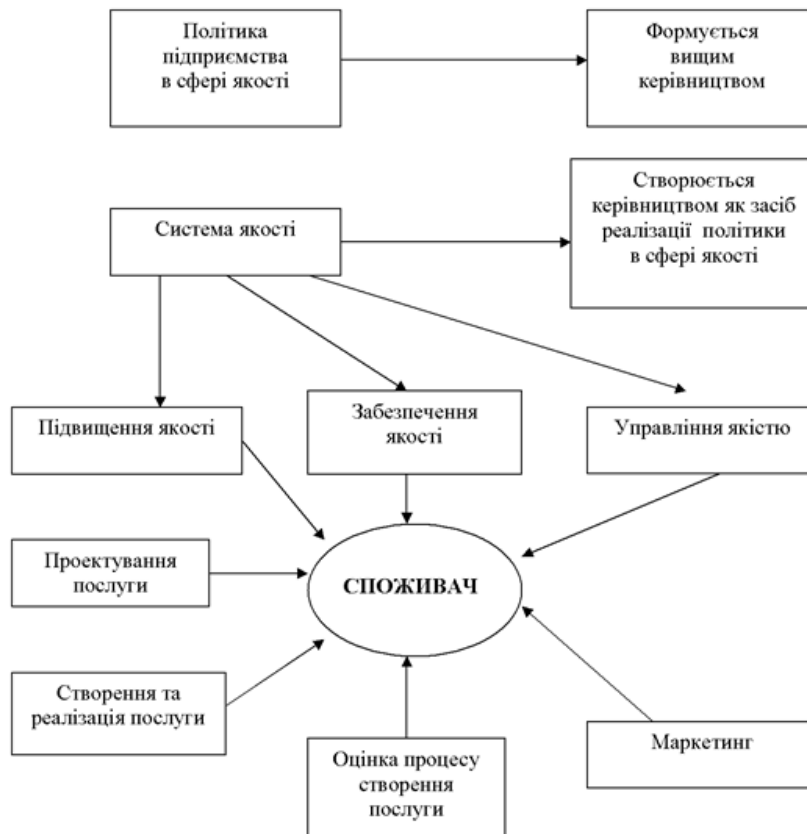 Політика
підприємства
в сфері якості
Формується
вищим
керівництвом
Система якості
Створюється
керівництвом як засіб
реалізації політики
в сфері якості
Підвищення якості
Забезпечення
якості
Управління якістю
Проектування
послуги
СПОЖИВАЧ
Створення та
реалізація послуги
Оцінка процесу
створення
послуги
Маркетинг